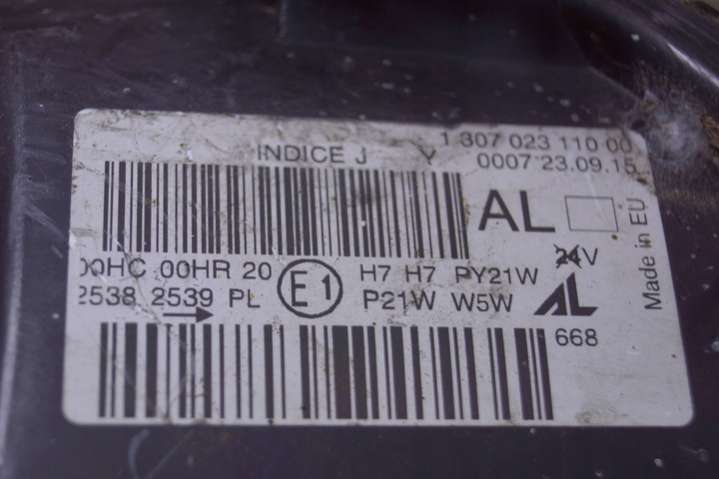 1 307 023 110 00
INDICE J Y 0007 23.09.15
AL
00HC 00HR 20 E1 H7 H7 PY21W 24V
2538 2539 PL P21W W5W AL
668
Made in EU